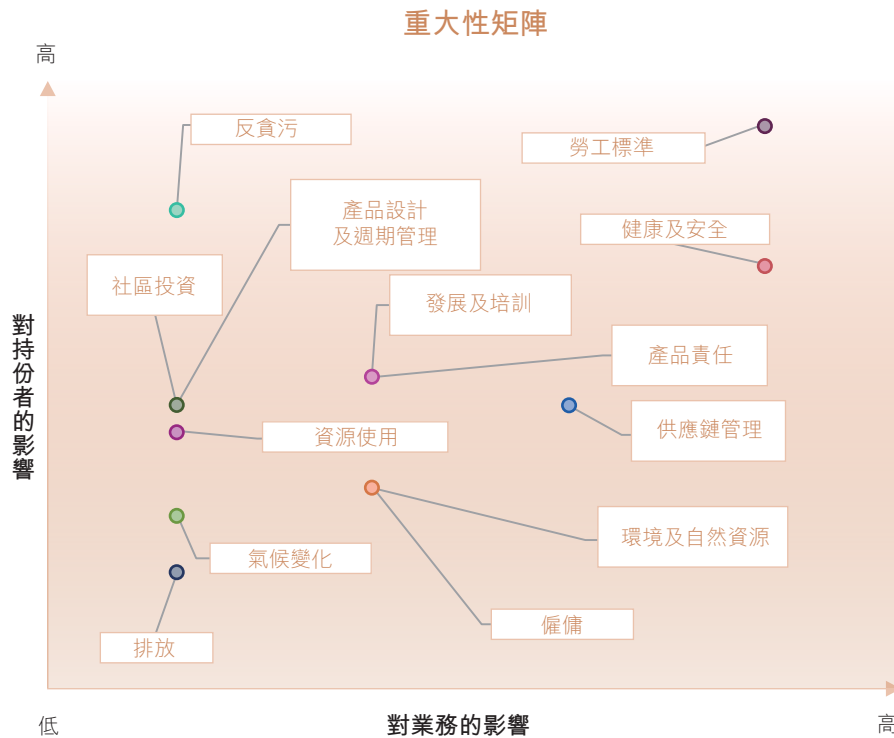 重大性矩陣
高
反貪污
勞工標準
產品設計
及週期管理
健康及安全
社區投資
發展及培訓
對持份者的影響
產品責任
供應鏈管理
資源使用
環境及自然資源
氣候變化
僱傭
排放
低
對業務的影響
高